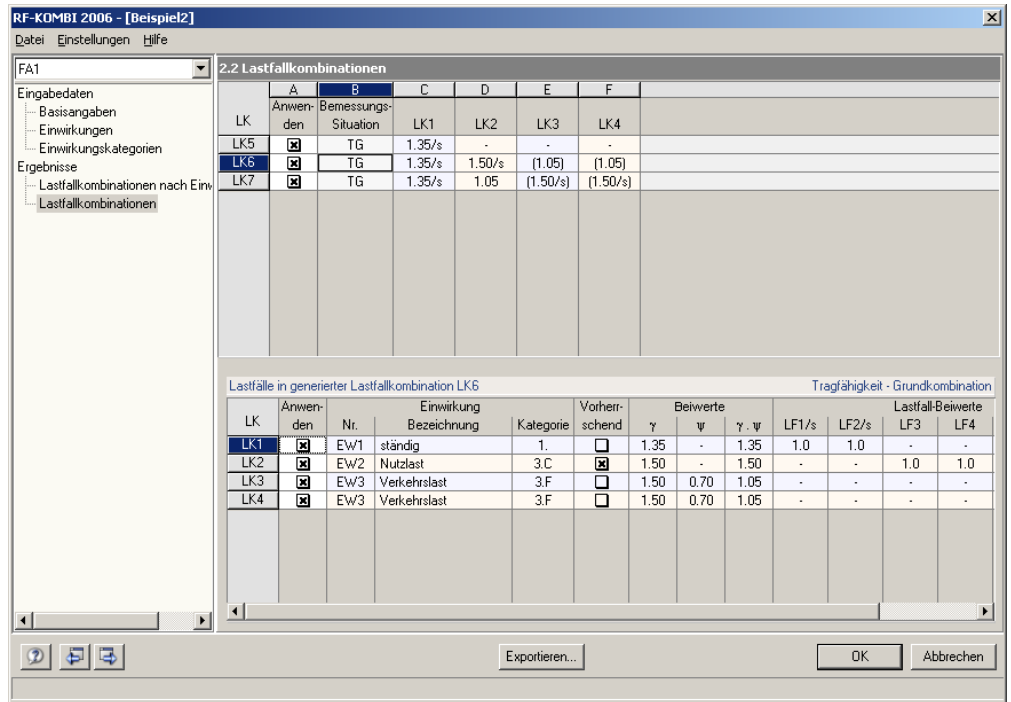 RF-KOMBI 2006 - [Beispiel2]
Datei Einstellungen Hilfe
FA1
Eingabedaten
Basisangaben
Einwirkungen
Einwirkungskategorien
Ergebnisse
Lastfallkombinationen nach Einw
Lastfallkombinationen
2.2 Lastfallkombinationen
A B C D E F
LK Anwen- Bemessungs-
den Situation LK1 LK2 LK3 LK4
LK5 TG 1.35/s - - -
LK6 TG 1.35/s 1.50/s (1.05) (1.05)
LK7 TG 1.35/s 1.05 (1.50/s) (1.50/s)
Lastfälle in generierter Lastfallkombination LK6 Tragfähigkeit - Grundkombination
LK Anwen- Einwirkung Vorherr- Beiwerte Lastfall-Beiwerte
den Nr. Bezeichnung Kategorie schend γ ψ γ . ψ LF1/s LF2/s LF3 LF4
LK1 EW1 ständig 1. 1.35 - 1.35 1.0 1.0 - -
LK2 EW2 Nutzlast 3.C 1.50 - 1.50 - - 1.0 1.0
LK3 EW3 Verkehrslast 3.F 1.50 0.70 1.05 - - - -
LK4 EW3 Verkehrslast 3.F 1.50 0.70 1.05 - - - -
Exportieren... OK Abbrechen